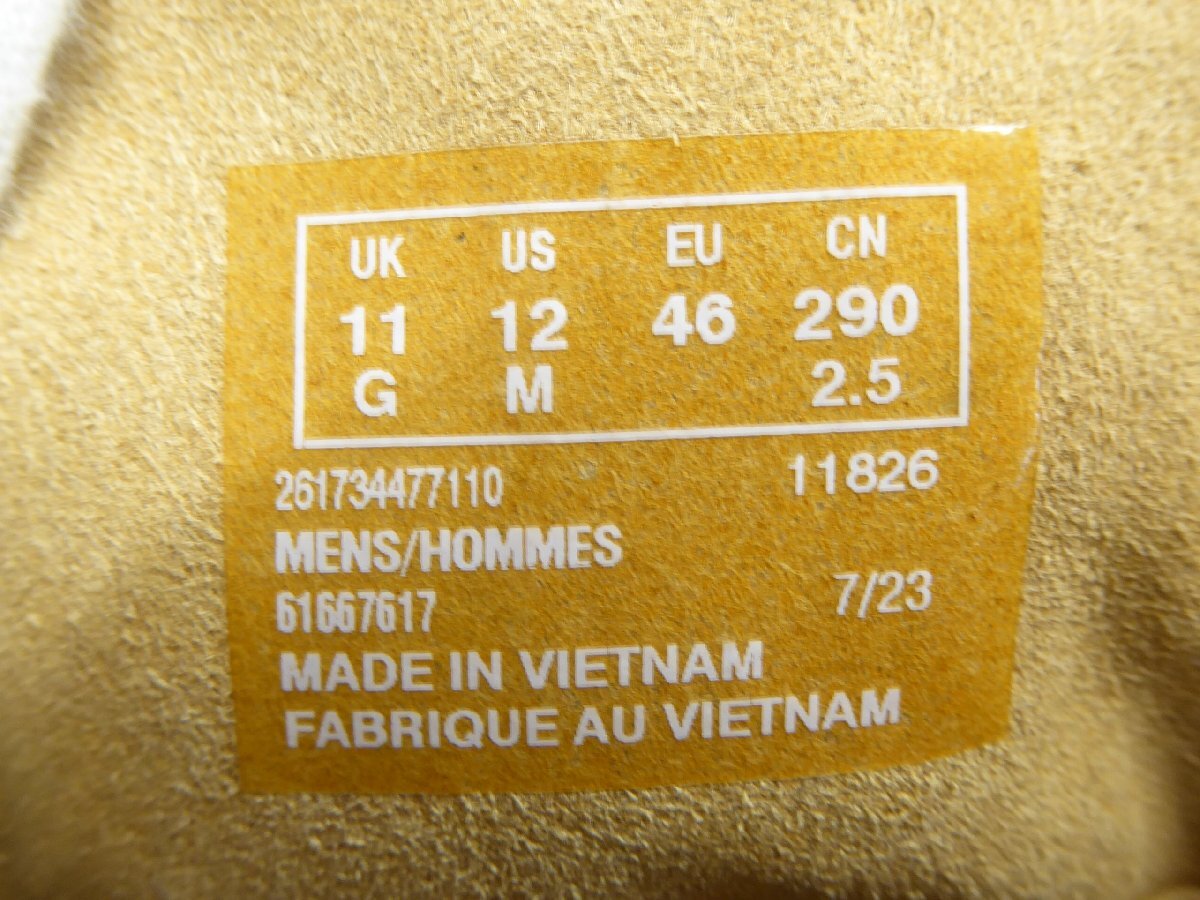 UK US EU CN
11 12 46 290
G M 2.5
261734477110 11826
MENS/HOMMES
61667617 7/23
MADE IN VIETNAM
FABRIQUE AU VIETNAM